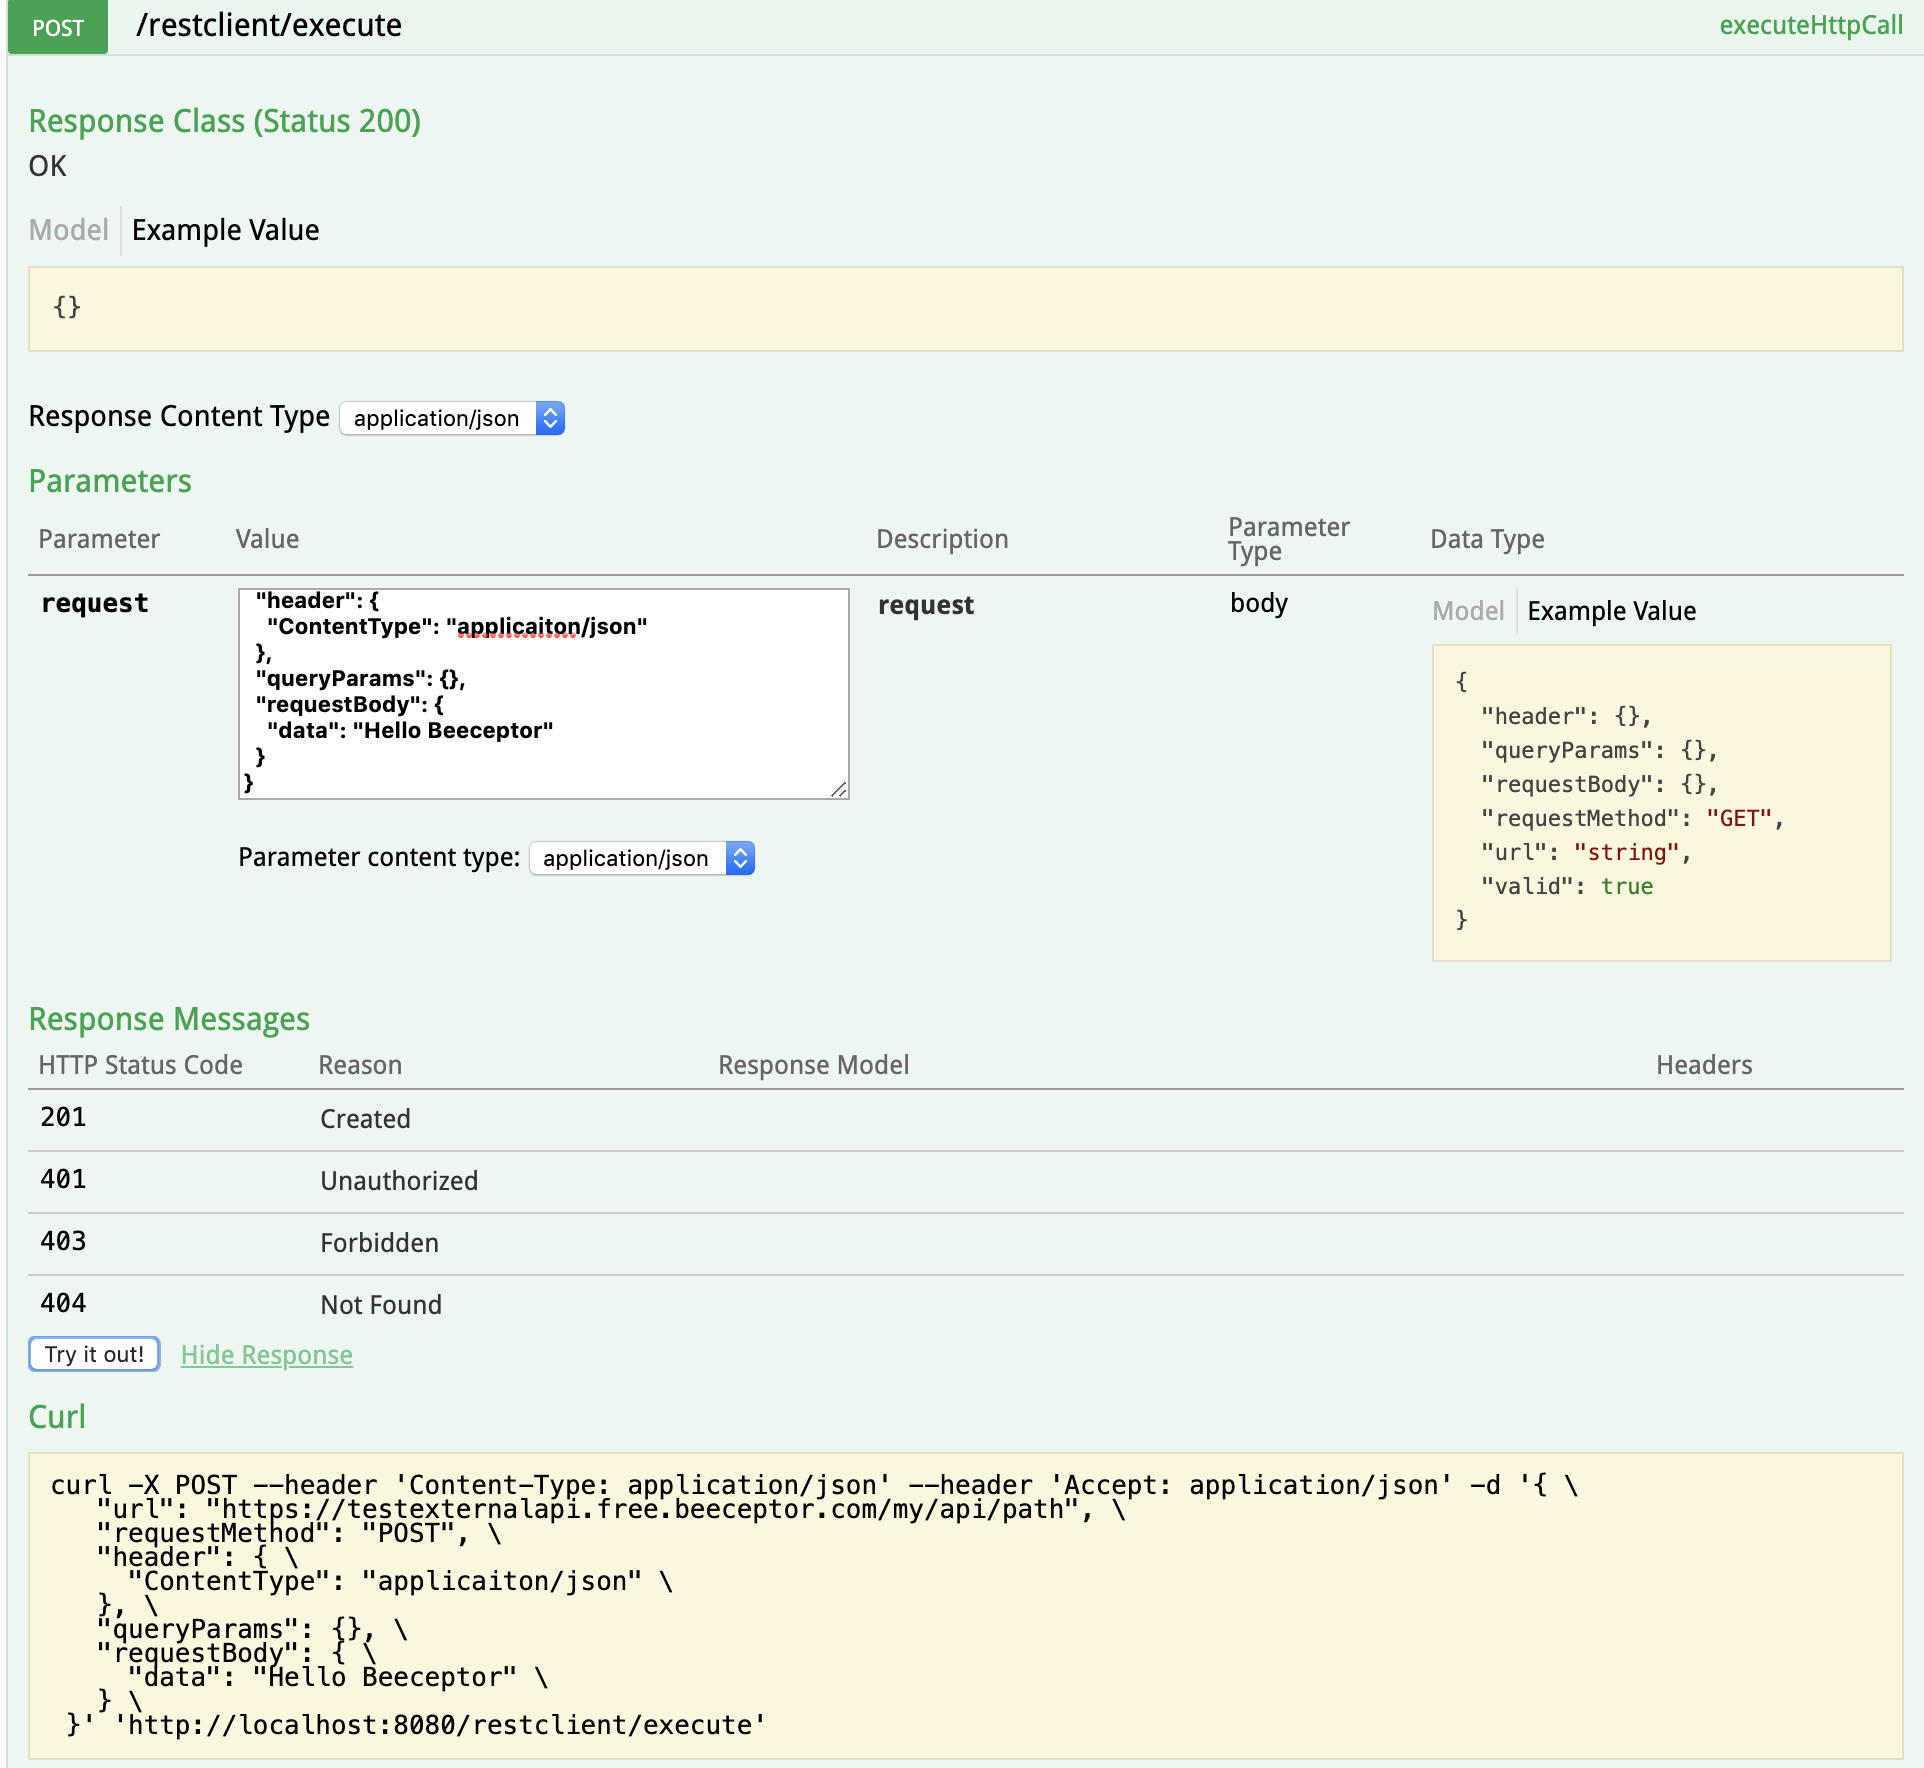 POST /restclient/execute executeHttpCall
Response Class (Status 200)
OK
Model Example Value
{}
Response Content Type application/json
Parameters
Parameter Value Description Parameter Type Data Type
request
"header": {
"ContentType": "applicaiton/json"
},
"queryParams": {},
"requestBody": {
"data": "Hello Beeceptor"
}
}
Parameter content type: application/json
request
body
Model Example Value
{
"header": {},
"queryParams": {},
"requestBody": {},
"requestMethod": "GET",
"url": "string",
"valid": true
}
Response Messages
HTTP Status Code Reason Response Model Headers
201 Created
401 Unauthorized
403 Forbidden
404 Not Found
Try it out! Hide Response
Curl
curl -X POST --header 'Content-Type: application/json' --header 'Accept: application/json' -d '{ \
"url": "https://testexternalapi.free.beeceptor.com/my/api/path", \
"requestMethod": "POST", \
"header": { \
"ContentType": "applicaiton/json" \
}, \
"queryParams": {}, \
"requestBody": { \
"data": "Hello Beeceptor" \
} \
}' 'http://localhost:8080/restclient/execute'